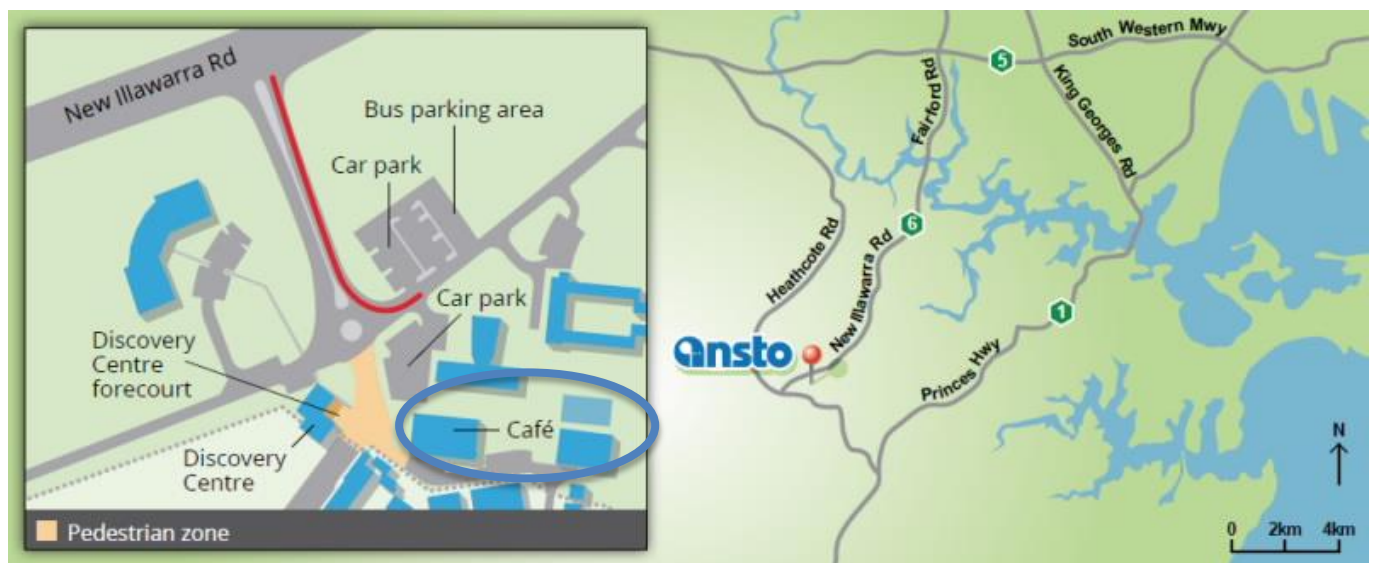 New Illawarra Rd
Bus parking area
Car park
Car park
Discovery
Centre
forecourt
Café
Discovery
Centre
Pedestrian zone
South Western Mwy
5
Fairford Rd
King Georges Rd
6
Heathcote Rd
New Illawarra Rd
1
ansto
Princes Hwy
N
0 2km 4km